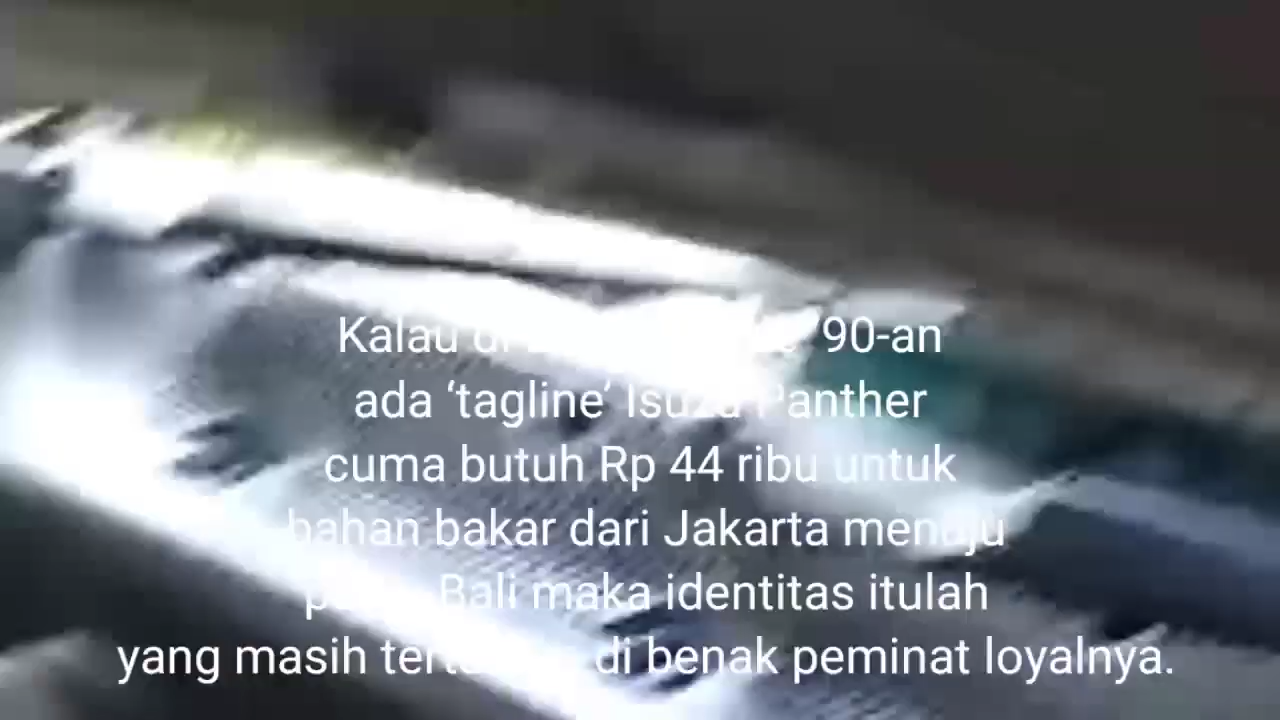 Kalau di '90-an
ada ‘tagline’ Isuzu Panther
cuma butuh Rp 44 ribu untuk
bahan bakar dari Jakarta menuju
Bali maka identitas itulah
yang masih di benak peminat loyalnya.